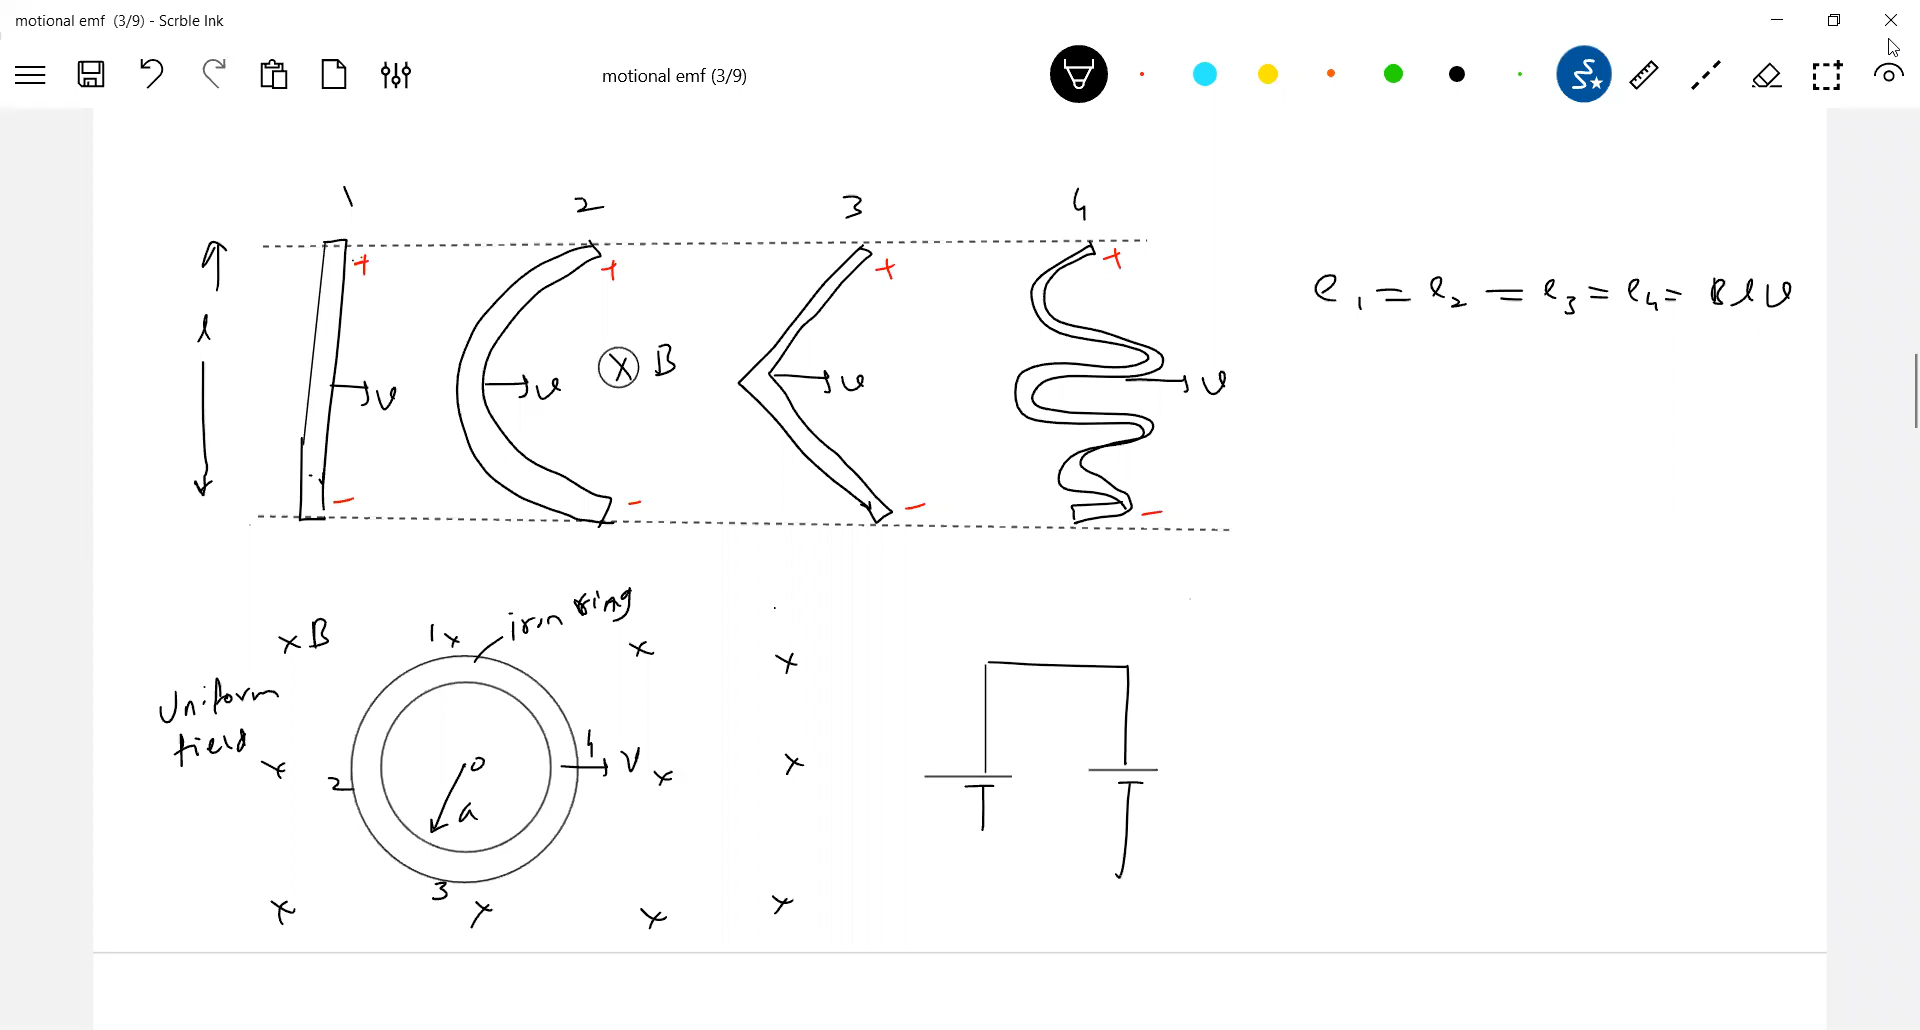 motional emf (3/9) - Scrble Ink
motional emf (3/9)
1 2 3 4
+ + + +
l
e₁ = e₂ = e₃ = e₄ = Blv
v v x B v v
- - - -
x B 1 x iron ring x x
Uniform
field
x 2 o a 4 v x x
x 3 x x x